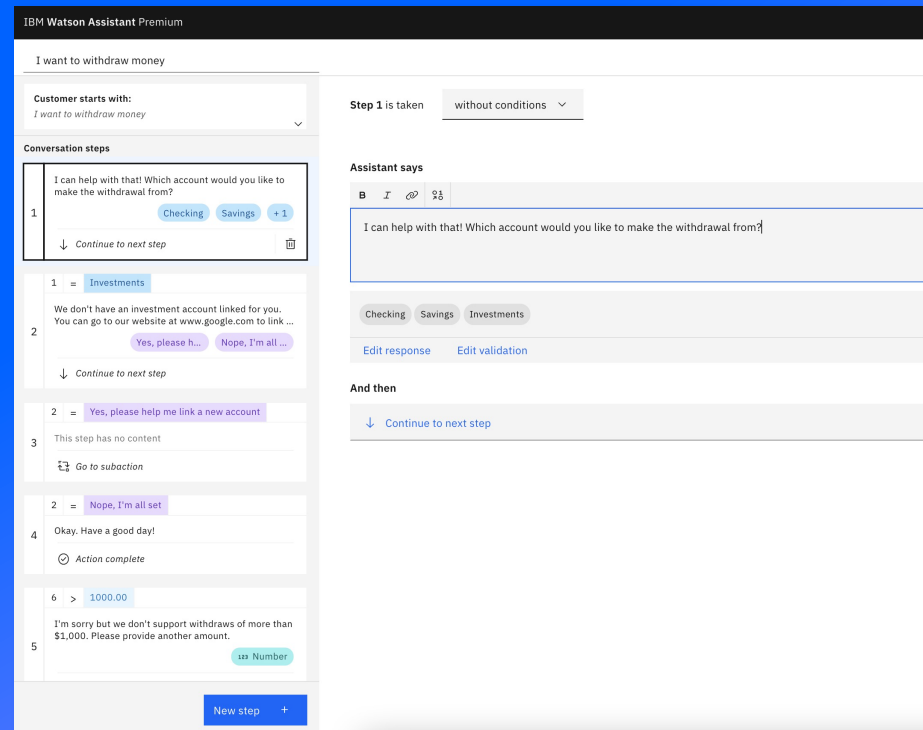 IBM Watson Assistant Premium
I want to withdraw money
Customer starts with:
I want to withdraw money
Conversation steps
1
I can help with that! Which account would you like to
make the withdrawal from?
Checking Savings + 1
Continue to next step
1 = Investments
2
We don't have an investment account linked for you.
You can go to our website at www.google.com to link ...
Yes, please h... Nope, I'm all ...
Continue to next step
2 = Yes, please help me link a new account
3
This step has no content
Go to subaction
2 = Nope, I'm all set
4
Okay. Have a good day!
Action complete
6 > 1000.00
5
I'm sorry but we don't support withdraws of more than
$1,000. Please provide another amount.
123 Number
New step +
Step 1 is taken without conditions
Assistant says
B I
I can help with that! Which account would you like to make the withdrawal from?
Checking Savings Investments
Edit response Edit validation
And then
Continue to next step